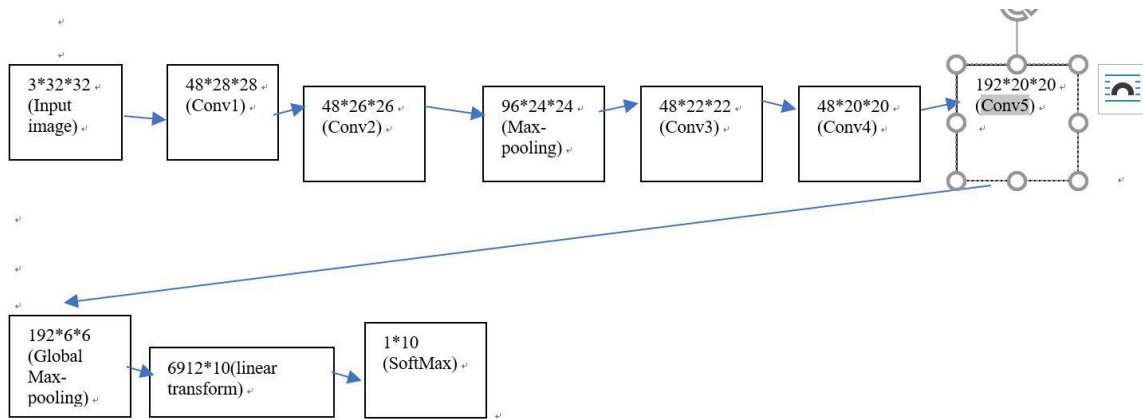 3*32*32
(Input
image)
48*28*28
(Conv1)
48*26*26
(Conv2)
96*24*24
(Max-
pooling)
48*22*22
(Conv3)
48*20*20
(Conv4)
192*20*20
(Conv5)
192*6*6
(Global
Max-
pooling)
6912*10(linear
transform)
1*10
(SoftMax)